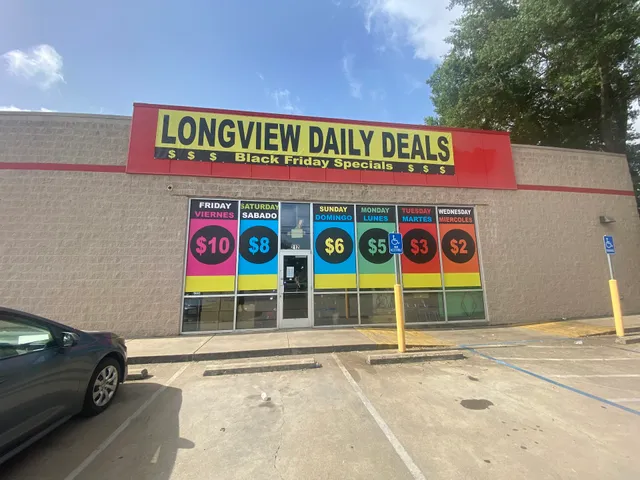 LONGVIEW DAILY DEALS
$ $ $ Black Friday Specials $ $ $
FRIDAY
VIERNES
$10
SATURDAY
SABADO
$8
SUNDAY
DOMINGO
$6
MONDAY
LUNES
$5
TUESDAY
MARTES
$3
WEDNESDAY
MIERCOLES
$2